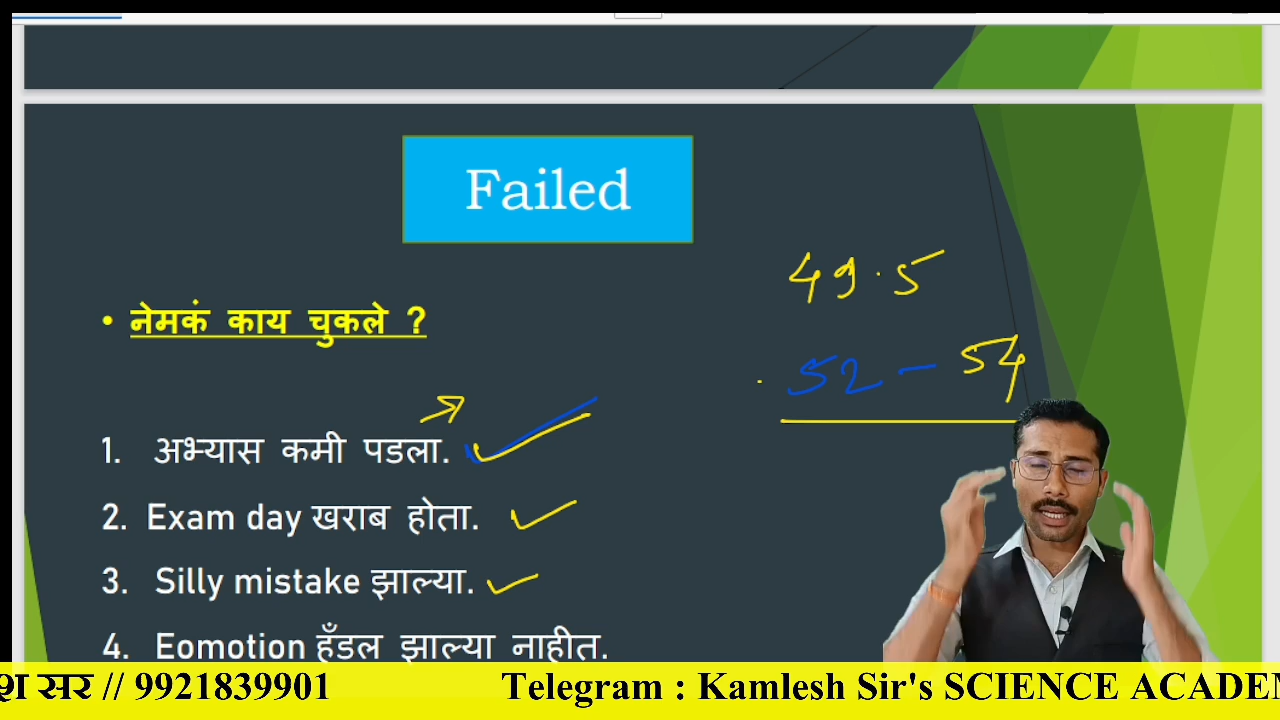 Failed
49.5
• नेमकं काय चुकले ?
52 - 54
1. अभ्यास कमी पडला.
2. Exam day खराब होता.
3. Silly mistake झाल्या.
4. Eomotion हँडल झाल्या नाहीत.
श सर // 9921839901 Telegram : Kamlesh Sir's SCIENCE ACADEM